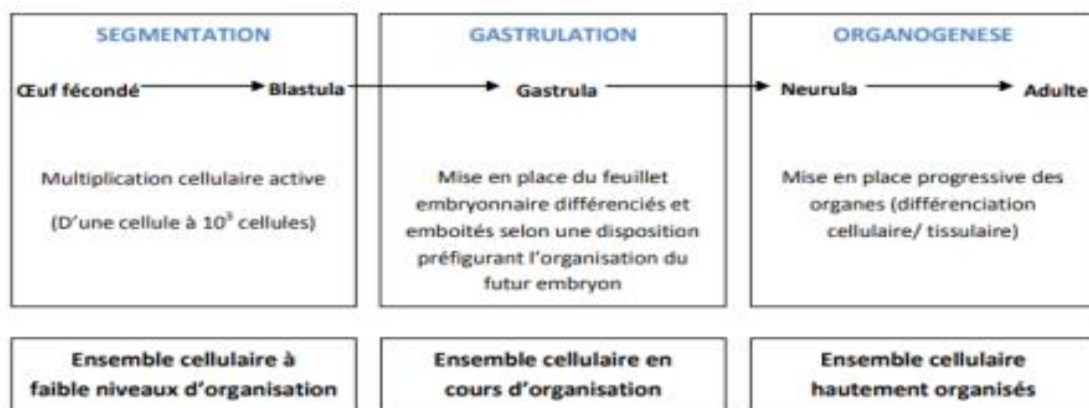 SEGMENTATION
Œuf fécondé
Blastula
Multiplication cellulaire active
(D'une cellule à 10³ cellules)
GASTRULATION
Gastrula
Mise en place du feuillet
embryonnaire différenciés et
emboités selon une disposition
préfigurant l'organisation du
futur embryon
ORGANOGENESE
Neurula
Adulte
Mise en place progressive des
organes (différenciation
cellulaire/ tissulaire)
Ensemble cellulaire à
faible niveaux d'organisation
Ensemble cellulaire en
cours d'organisation
Ensemble cellulaire
hautement organisés